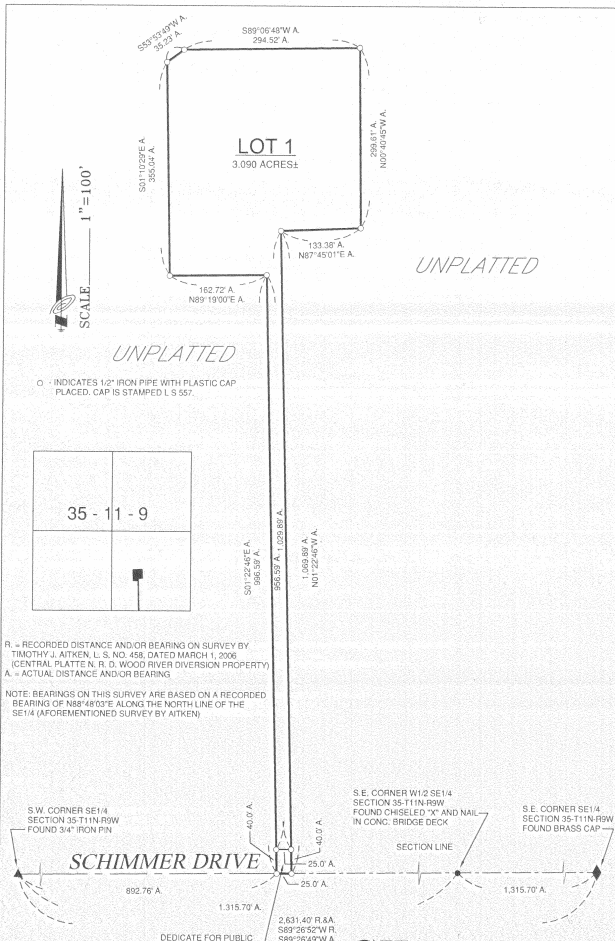 S53°53'49"W A.
35.23' A.
S89°06'48"W A.
294.52' A.
LOT 1
3.090 ACRES±
S01°10'29"E A.
355.04' A.
299.61' A.
N00°40'45"W A.
133.38' A.
N87°45'01"E A.
162.72' A.
N89°19'00"E A.
SCALE 1"=100'
UNPLATTED
UNPLATTED
O - INDICATES 1/2" IRON PIPE WITH PLASTIC CAP
PLACED. CAP IS STAMPED L S 557.
35 - 11 - 9
S01°22'46"E A.
996.59' A.
956.59' A.
1,029.89' A.
1,069.89' A.
N01°22'46"W A.
R. = RECORDED DISTANCE AND/OR BEARING ON SURVEY BY
TIMOTHY J. AITKEN, L. S. NO. 458, DATED MARCH 1, 2006
(CENTRAL PLATTE N. R. D. WOOD RIVER DIVERSION PROPERTY)
A. = ACTUAL DISTANCE AND/OR BEARING
NOTE: BEARINGS ON THIS SURVEY ARE BASED ON A RECORDED
BEARING OF N88°48'03"E ALONG THE NORTH LINE OF THE
SE1/4 (AFOREMENTIONED SURVEY BY AITKEN)
S.W. CORNER SE1/4
SECTION 35-T11N-R9W
FOUND 3/4" IRON PIN
S.E. CORNER W1/2 SE1/4
SECTION 35-T11N-R9W
FOUND CHISELED "X" AND NAIL
IN CONC. BRIDGE DECK
S.E. CORNER SE1/4
SECTION 35-T11N-R9W
FOUND BRASS CAP
SECTION LINE
40.0' A.
40.0' A.
25.0' A.
25.0' A.
SCHIMMER DRIVE
892.76' A.
1,315.70' A.
1,315.70' A.
2,631.40' R.&A.
S89°26'52"W R.
S89°26'49"W A.
DEDICATE FOR PUBLIC